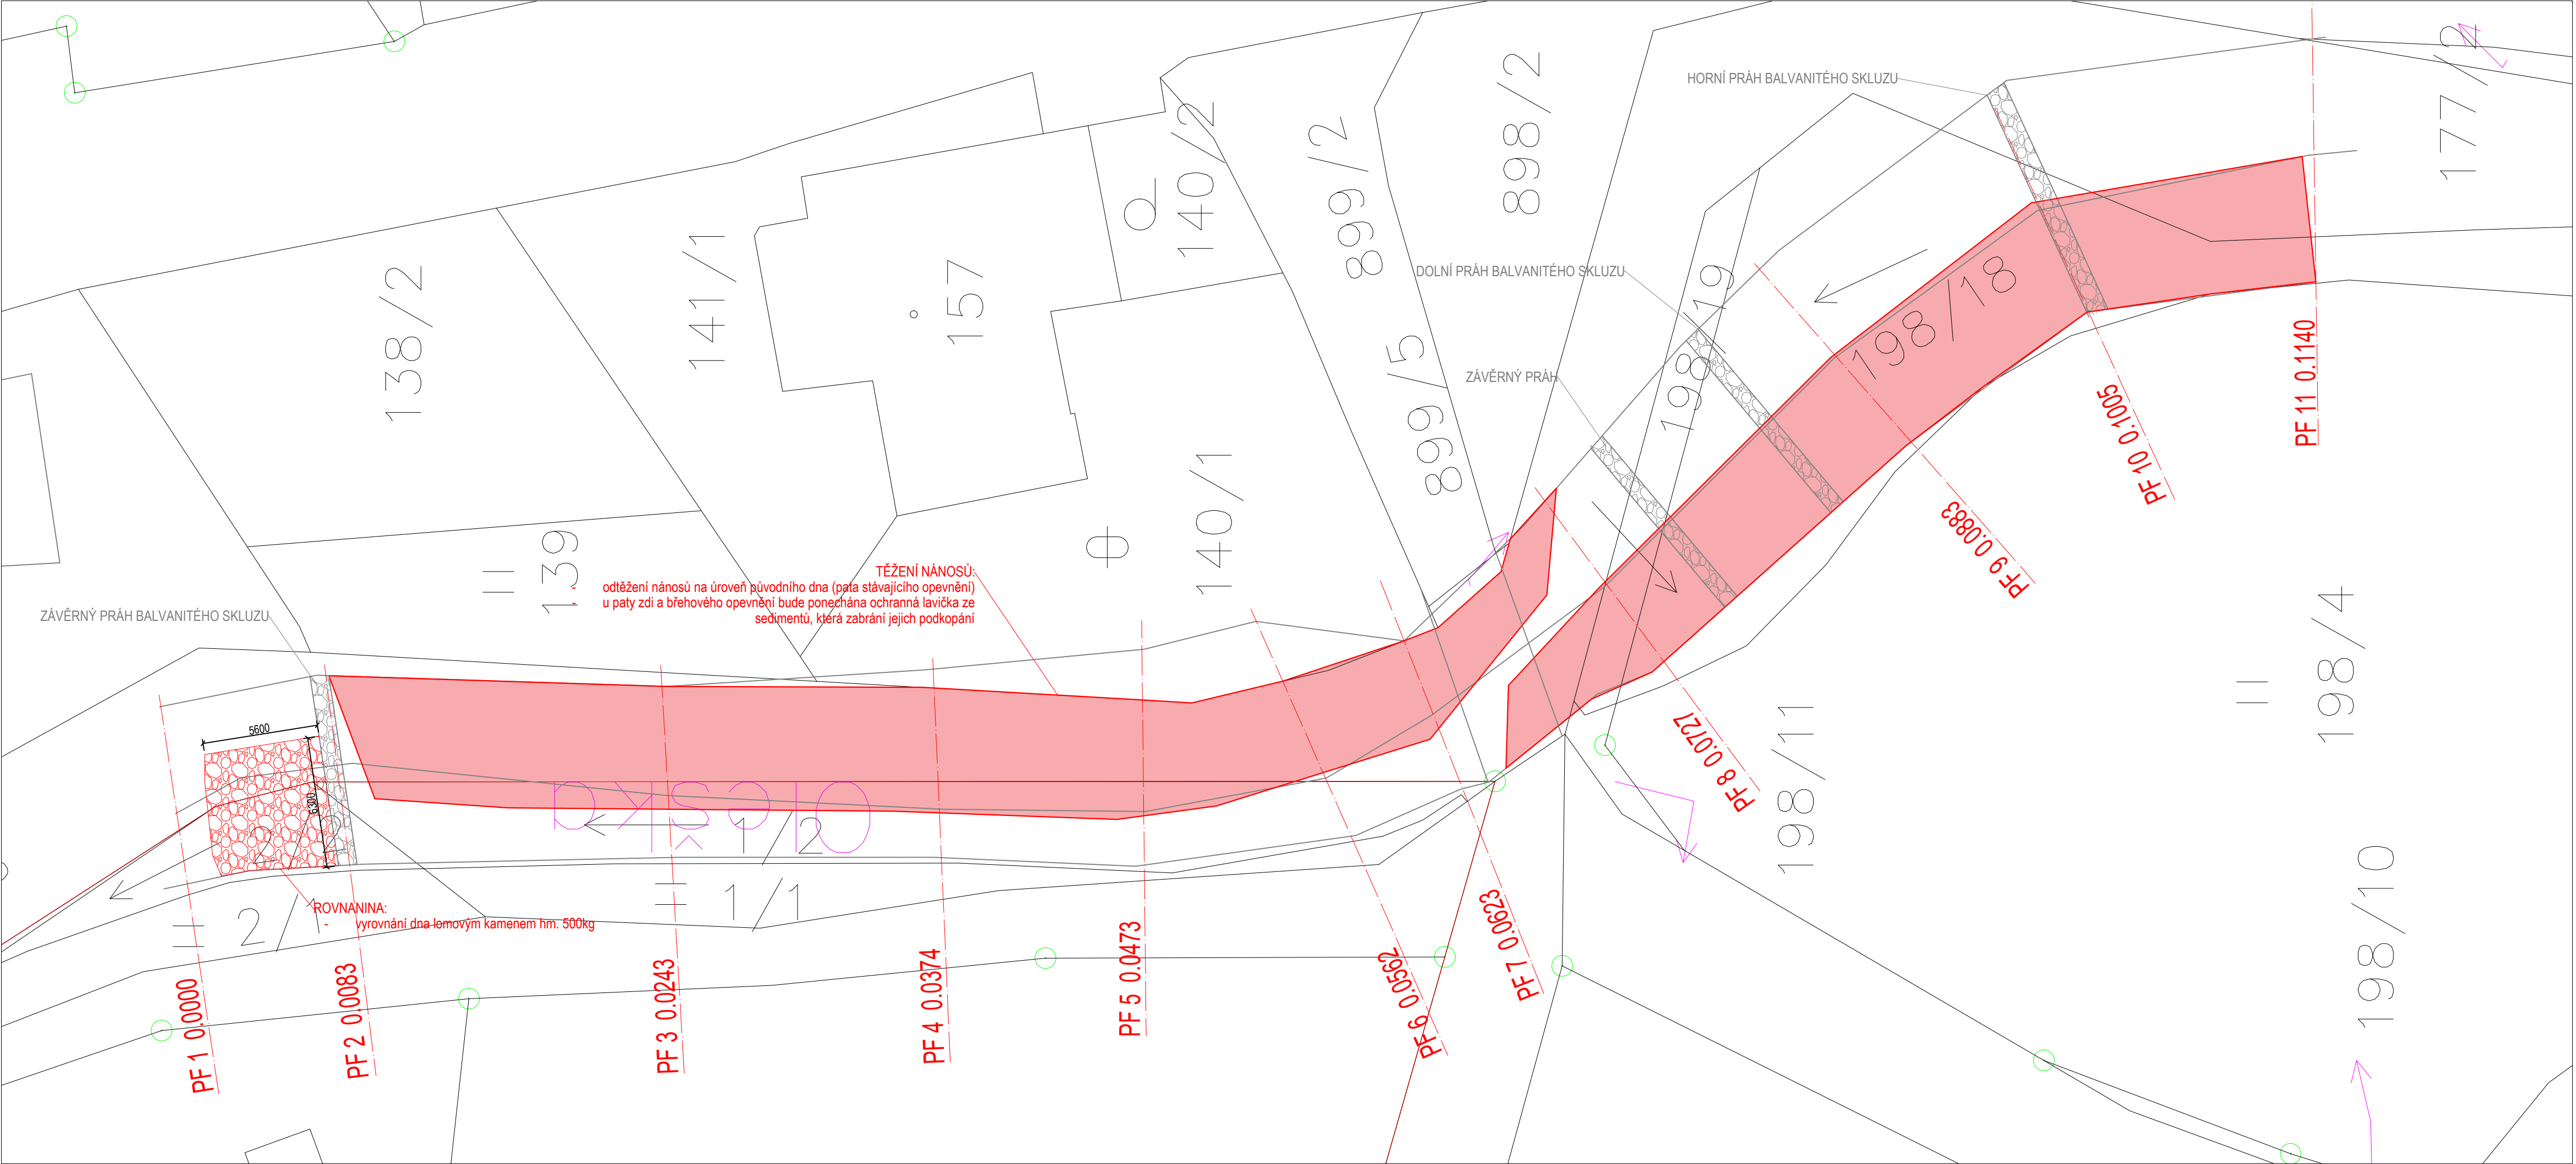 HORNÍ PRÁH BALVANITÉHO SKLUZU
177/2
898/2
140/2
899/2
DOLNÍ PRÁH BALVANITÉHO SKLUZU
138/2
141/1
157
198/19
198/18
899/5
ZÁVĚRNÝ PRÁH
198
PF 11 0.1140
PF 10 0.1005
PF 9 0.0883
139
140/1
TĚŽENÍ NÁNOSŮ:
- odtěžení nánosů na úroveň původního dna (pata stávajícího opevnění)
- u paty zdi a břehového opevnění bude ponechána ochranná lavička ze
sedimentů, která zabrání jejich podkopání
ZÁVĚRNÝ PRÁH BALVANITÉHO SKLUZU
198/4
5600
6300
PF 8 0.0727
198/11
Olešká
1/2
2/2
1/1
2/1
ROVNANINA:
- vyrovnání dna lomovým kamenem hm. 500kg
198/10
PF 1 0.0000
PF 2 0.0083
PF 3 0.0243
PF 4 0.0374
PF 5 0.0473
PF 6 0.0562
PF 7 0.0623